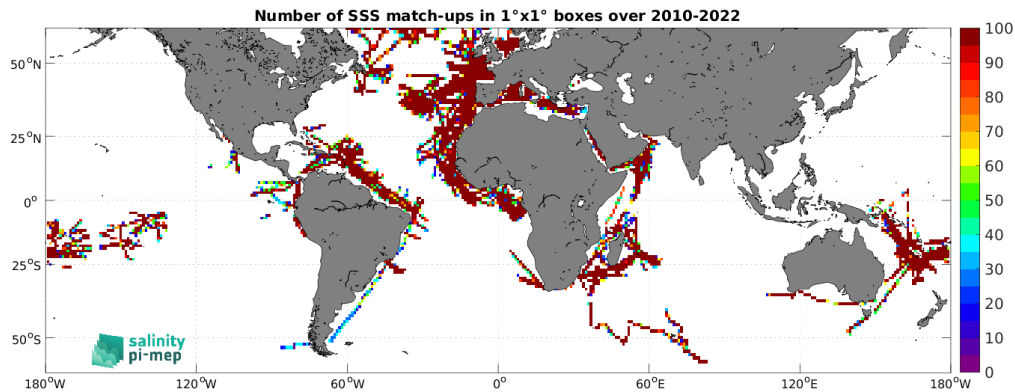 Number of SSS match-ups in 1°x1° boxes over 2010-2022
50°N
25°N
0°
25°S
50°S
180°W
120°W
60°W
0°
60°E
120°E
180°W
100
90
80
70
60
50
40
30
20
10
0
salinity
pi-mep